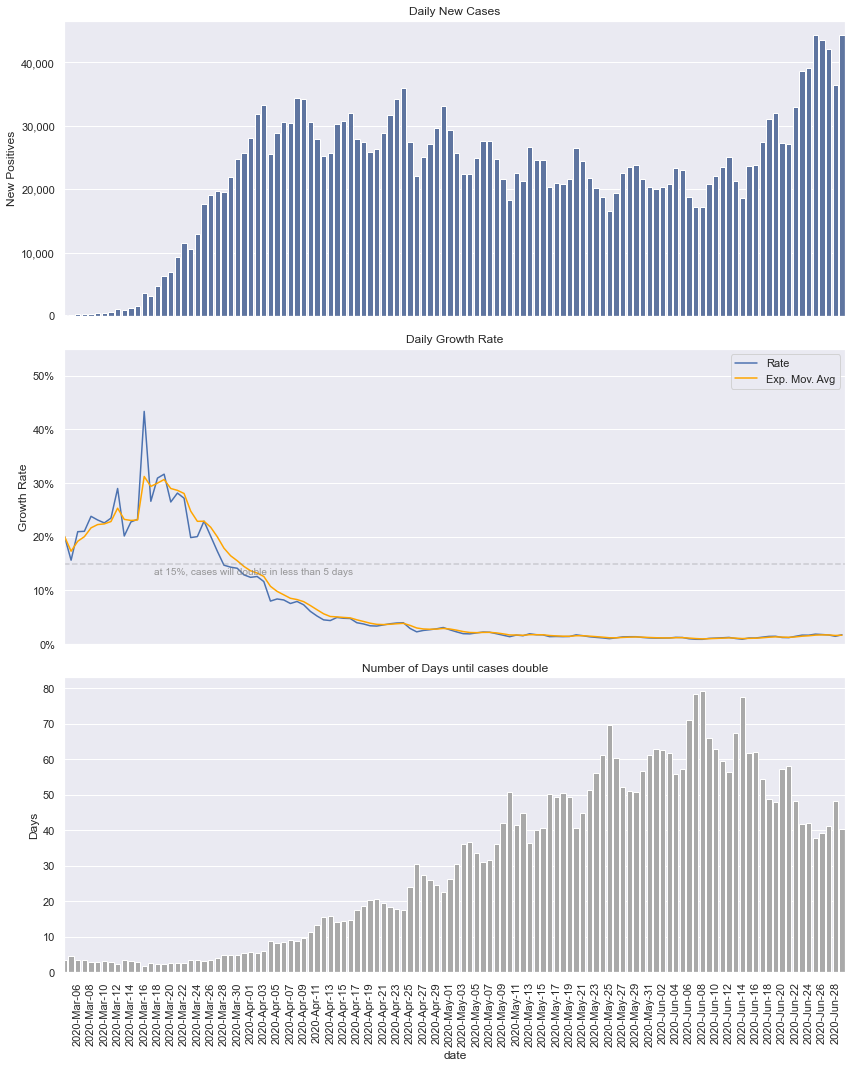 Daily New Cases
40,000
30,000
20,000
10,000
0
New Positives
Daily Growth Rate
Rate
Exp. Mov. Avg
50%
40%
30%
20%
10%
0%
Growth Rate
at 15%, cases will double in less than 5 days
Number of Days until cases double
80
70
60
50
40
30
20
10
0
Days
2020-Mar-06
2020-Mar-08
2020-Mar-10
2020-Mar-12
2020-Mar-14
2020-Mar-16
2020-Mar-18
2020-Mar-20
2020-Mar-22
2020-Mar-24
2020-Mar-26
2020-Mar-28
2020-Mar-30
2020-Apr-01
2020-Apr-03
2020-Apr-05
2020-Apr-07
2020-Apr-09
2020-Apr-11
2020-Apr-13
2020-Apr-15
2020-Apr-17
2020-Apr-19
2020-Apr-21
2020-Apr-23
2020-Apr-25
2020-Apr-27
2020-Apr-29
2020-May-01
2020-May-03
2020-May-05
2020-May-07
2020-May-09
2020-May-11
2020-May-13
2020-May-15
2020-May-17
2020-May-19
2020-May-21
2020-May-23
2020-May-25
2020-May-27
2020-May-29
2020-May-31
2020-Jun-02
2020-Jun-04
2020-Jun-06
2020-Jun-08
2020-Jun-10
2020-Jun-12
2020-Jun-14
2020-Jun-16
2020-Jun-18
2020-Jun-20
2020-Jun-22
2020-Jun-24
2020-Jun-26
2020-Jun-28
date